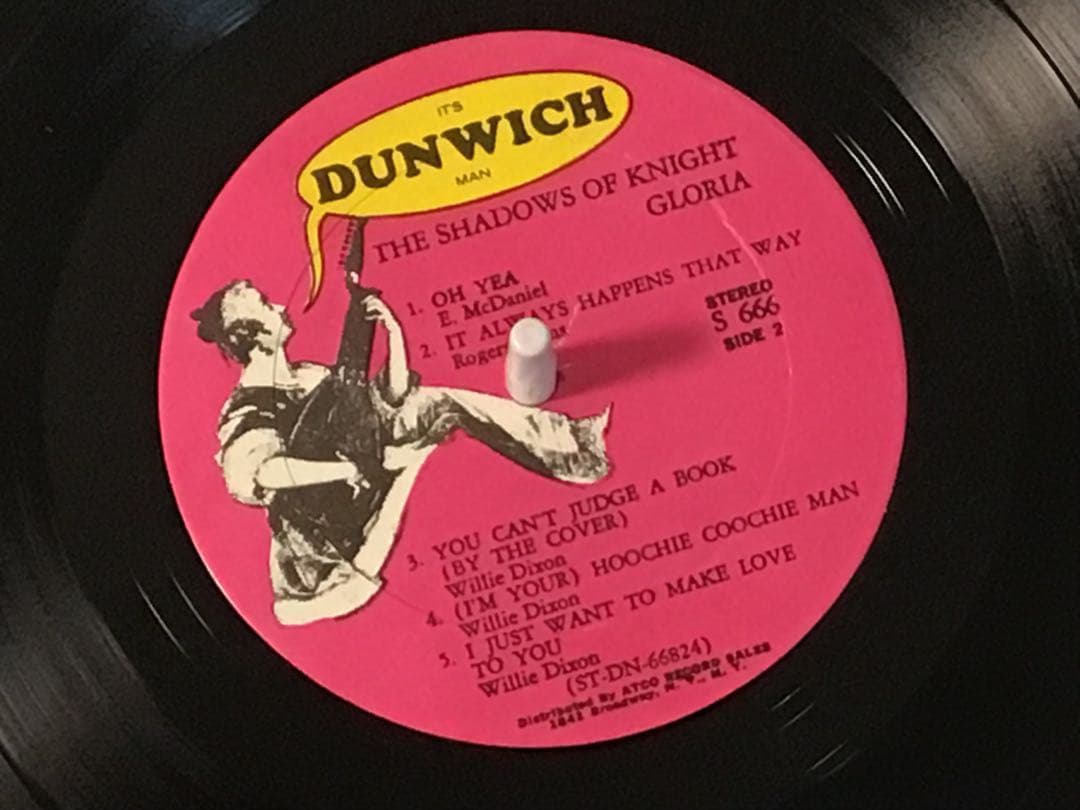 IT'S
DUNWICH
MAN
THE SHADOWS OF KNIGHT
GLORIA
1. OH YEA
E. McDaniel
2. IT ALWAYS HAPPENS THAT WAY
Roger
STEREO
S 666
SIDE 2
3. YOU CAN'T JUDGE A BOOK
(BY THE COVER)
Willie Dixon
4. (I'M YOUR) HOOCHIE COOCHIE MAN
Willie Dixon
5. I JUST WANT TO MAKE LOVE
TO YOU
Willie Dixon
(ST-DN-66824)
Distributed By ATCO RECORD SALES
1841 Broadway, N. Y., N. Y.